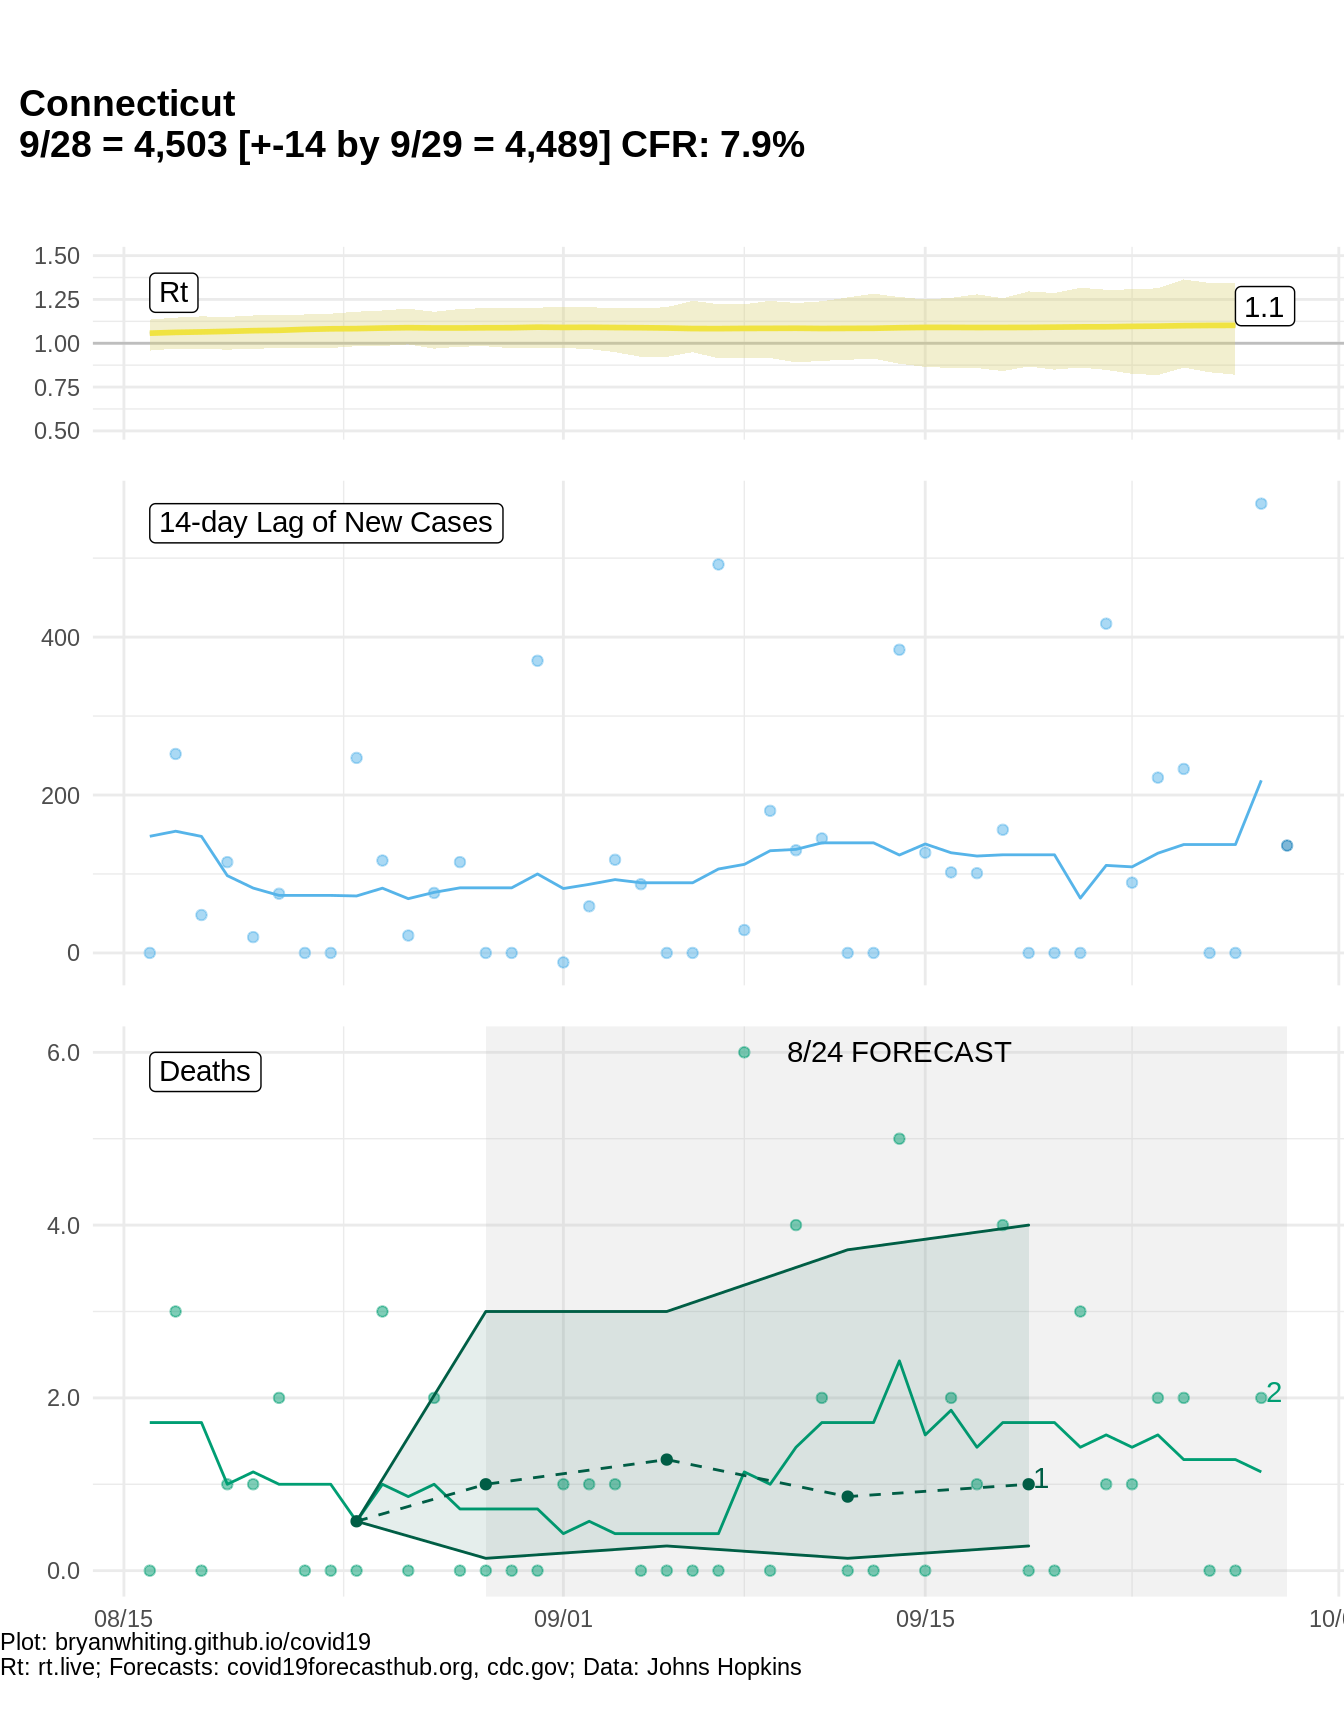 Connecticut
9/28 = 4,503 [+-14 by 9/29 = 4,489] CFR: 7.9%
1.50
1.25
1.00
0.75
0.50
Rt
1.1
14-day Lag of New Cases
400
200
0
6.0
4.0
2.0
0.0
Deaths
8/24 FORECAST
2
1
08/15
09/01
09/15
10/0
Plot: bryanwhiting.github.io/covid19
Rt: rt.live; Forecasts: covid19forecasthub.org, cdc.gov; Data: Johns Hopkins